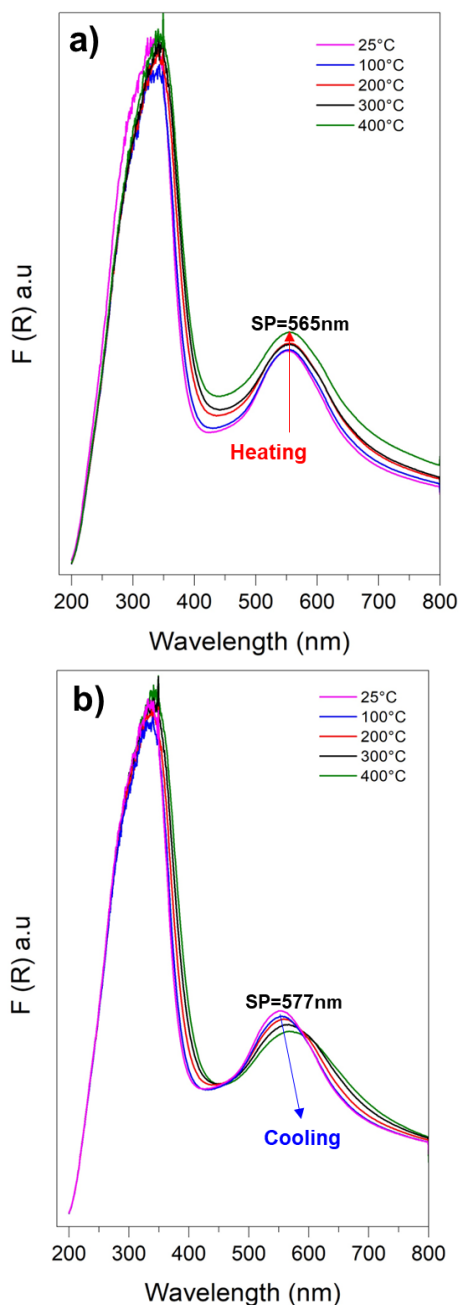 a)
25°C
100°C
200°C
300°C
400°C
SP=565nm
Heating
F (R) a.u
200 300 400 500 600 700 800
Wavelength (nm)
b)
25°C
100°C
200°C
300°C
400°C
SP=577nm
Cooling
F (R) a.u
200 300 400 500 600 700 800
Wavelength (nm)